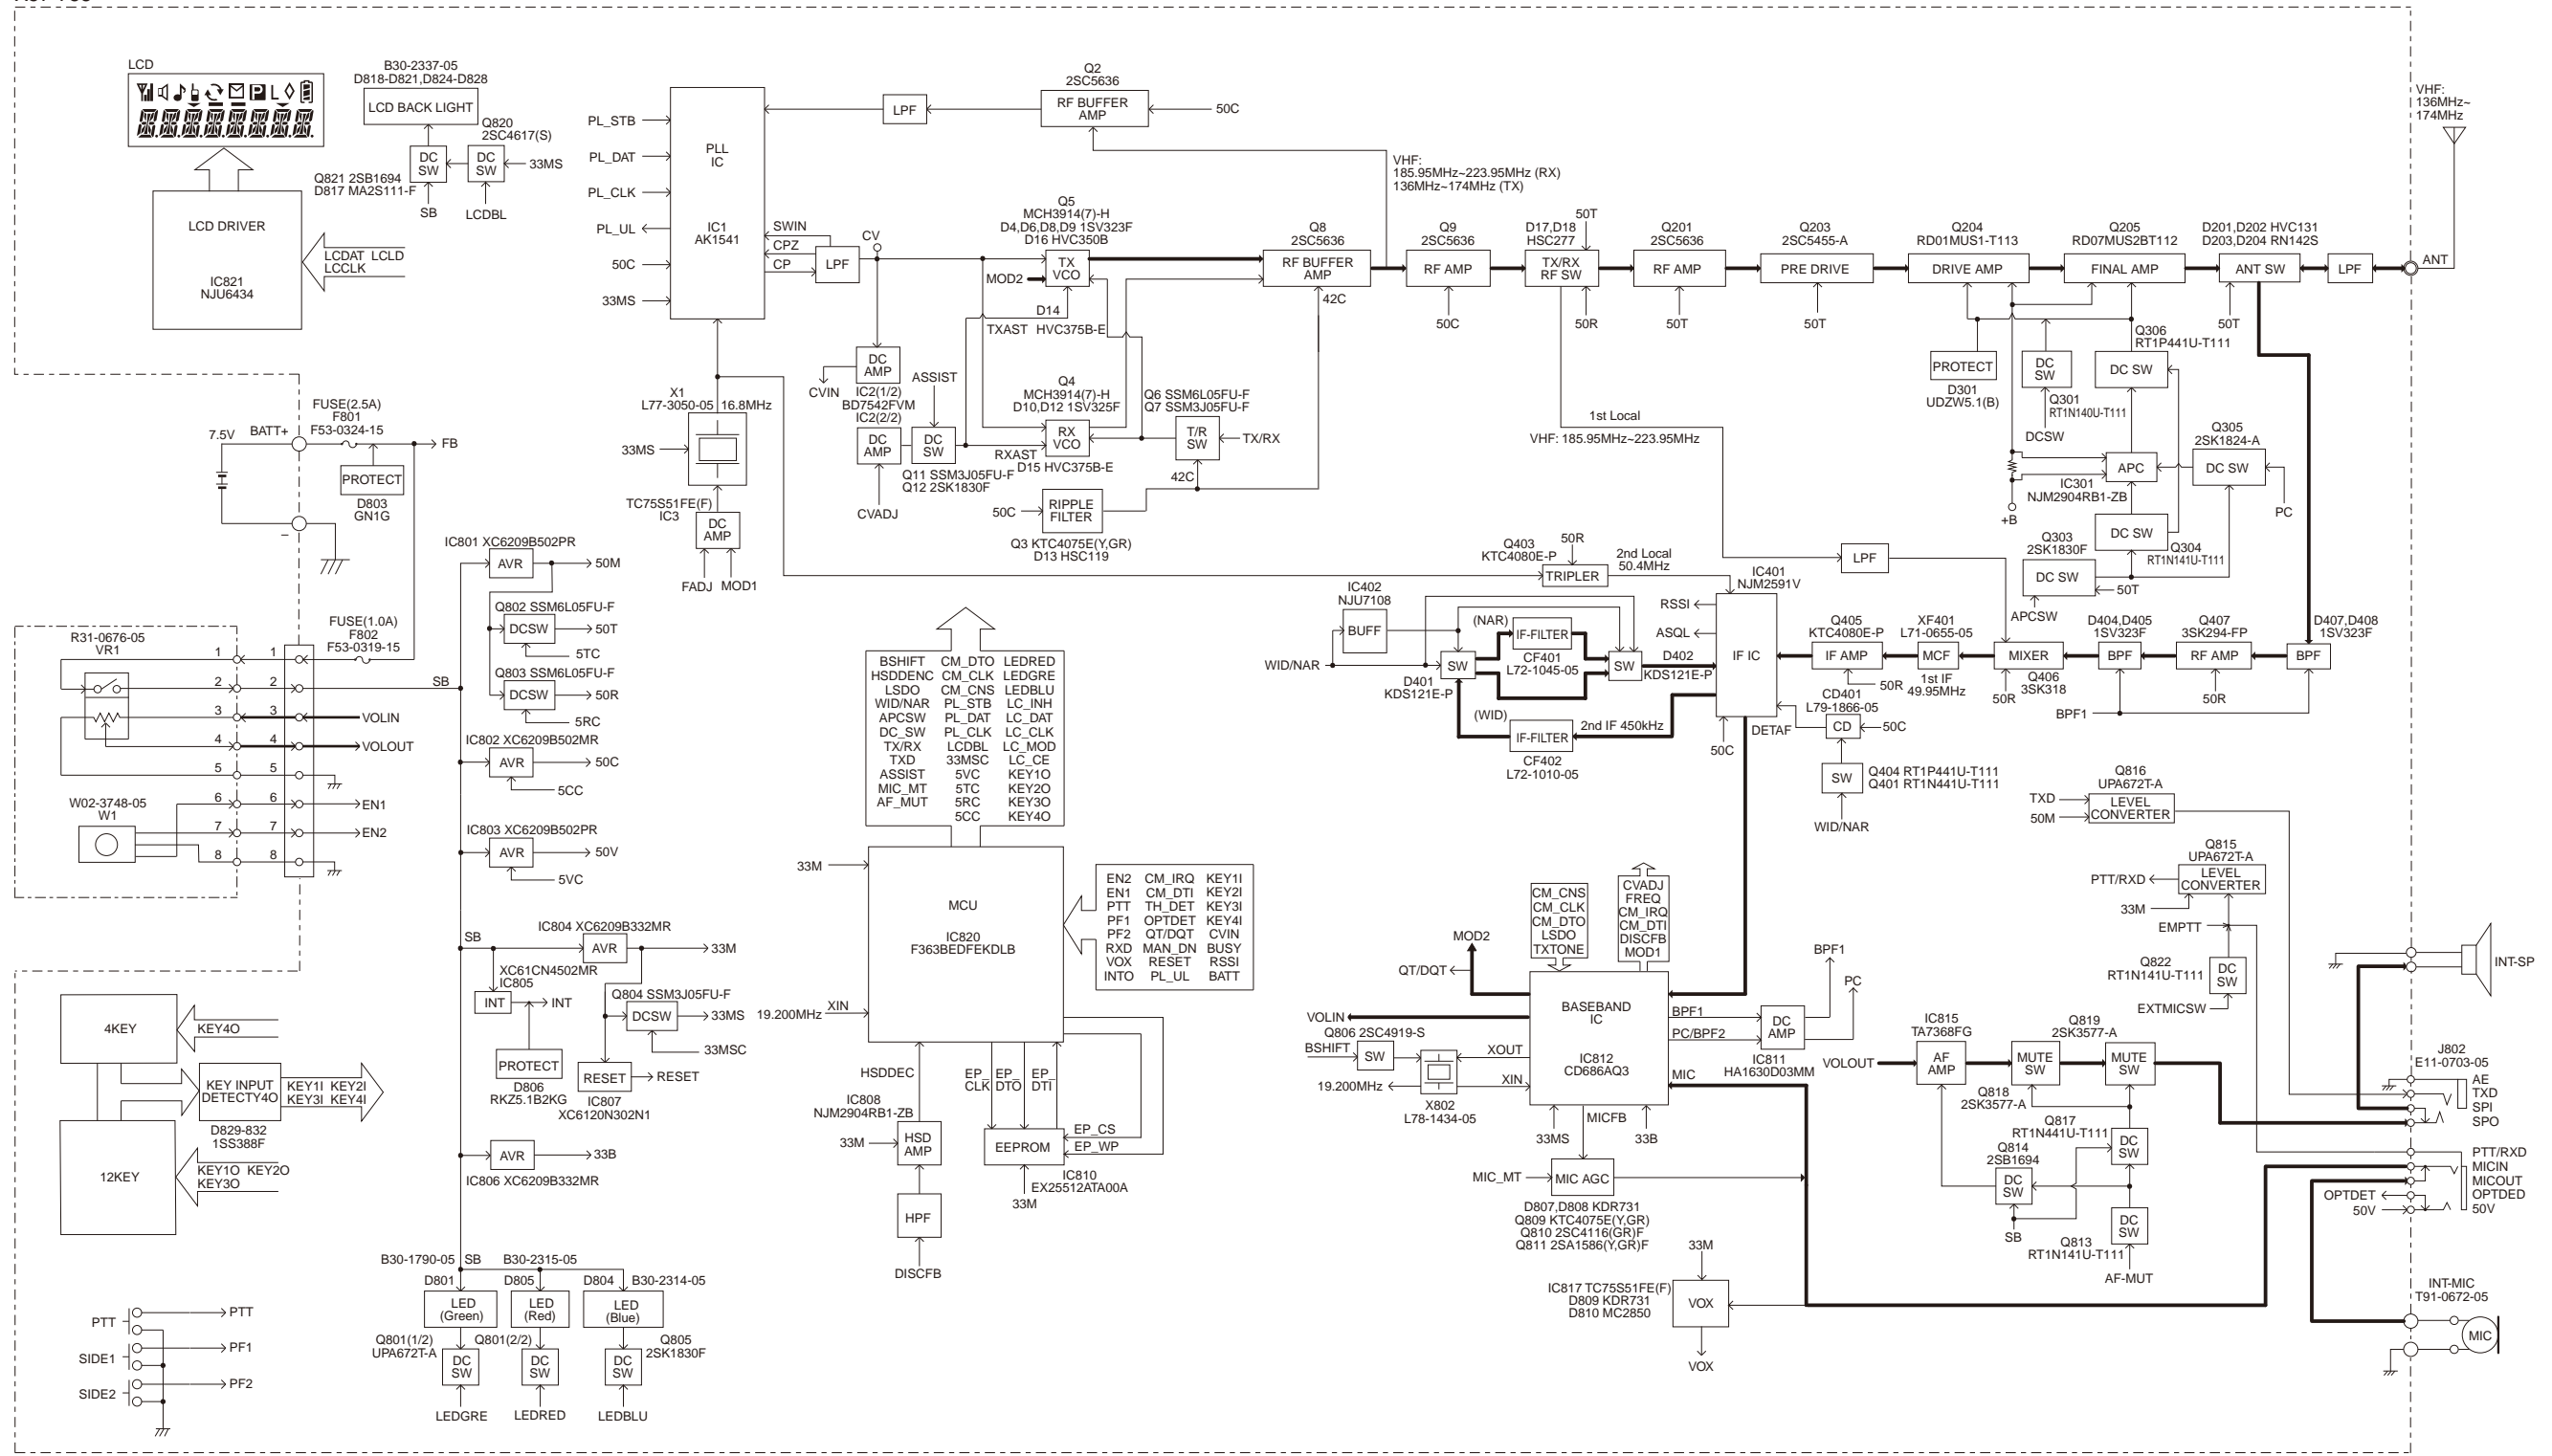 LCD
B30-2337-05
D818-D821,D824-D828
LCD BACK LIGHT
Q820
2SC4617(S)
DC
SW
DC
SW
33MS
Q821 2SB1694
D817 MA2S111-F
SB
LCDBL
LCD DRIVER
IC821
NJU6434
LCDAT LCLD
LCCLK
PL_STB
PL_DAT
PL_CLK
PL_UL
50C
33MS
PLL
IC
IC1
AK1541
SWIN
CPZ
CP
LPF
LPF
Q2
2SC5636
RF BUFFER
AMP
50C
CV
Q5
MCH3914(7)-H
D4,D6,D8,D9 1SV323F
D16 HVC350B
MOD2
TX
VCO
D14
TXAST HVC375B-E
VHF:
185.95MHz~223.95MHz (RX)
136MHz~174MHz (TX)
Q8
2SC5636
RF BUFFER
AMP
42C
Q9
2SC5636
RF AMP
50C
D17,D18
HSC277
50T
TX/RX
RF SW
50R
Q201
2SC5636
RF AMP
50T
Q203
2SC5455-A
PRE DRIVE
50T
Q204
RD01MUS1-T113
DRIVE AMP
Q205
RD07MUS2BT112
FINAL AMP
D201,D202 HVC131
D203,D204 RN142S
ANT SW
50T
LPF
ANT
VHF:
136MHz~
174MHz
PROTECT
D301
UDZW5.1(B)
DC
SW
Q301
RT1N140U-T111
DCSW
Q306
RT1P441U-T111
DC SW
Q305
2SK1824-A
DC SW
PC
APC
IC301
NJM2904RB1-ZB
+B
DC SW
Q304
RT1N141U-T111
Q303
2SK1830F
DC SW
50T
APCSW
X1
L77-3050-05 16.8MHz
33MS
TC75S51FE(F)
IC3
DC
AMP
FADJ MOD1
DC
AMP
CVIN
IC2(1/2)
BD7542FVM
IC2(2/2)
DC
AMP
CVADJ
ASSIST
DC
SW
Q11 SSM3J05FU-F
Q12 2SK1830F
Q4
MCH3914(7)-H
D10,D12 1SV325F
RX
VCO
RXAST
D15 HVC375B-E
Q6 SSM6L05FU-F
Q7 SSM3J05FU-F
T/R
SW
TX/RX
42C
50C
RIPPLE
FILTER
Q3 KTC4075E(Y,GR)
D13 HSC119
1st Local
VHF: 185.95MHz~223.95MHz
LPF
Q403
KTC4080E-P
50R
TRIPLER
2nd Local
50.4MHz
IC401
NJM2591V
RSSI
ASQL
IF IC
50C
DETAF
IC402
NJU7108
BUFF
WID/NAR
SW
D401
KDS121E-P
(NAR)
IF-FILTER
CF401
L72-1045-05
SW
D402
KDS121E-P
(WID)
IF-FILTER
2nd IF 450kHz
CF402
L72-1010-05
Q405
KTC4080E-P
IF AMP
50R
XF401
L71-0655-05
MCF
1st IF
49.95MHz
MIXER
Q406
3SK318
50R
D404,D405
1SV323F
BPF
Q407
3SK294-FP
RF AMP
50R
D407,D408
1SV323F
BPF
BPF1
CD401
L79-1866-05
CD
50C
SW
Q404 RT1P441U-T111
Q401 RT1N441U-T111
WID/NAR
7.5V
BATT+
–
FUSE(2.5A)
F801
F53-0324-15
FB
PROTECT
D803
GN1G
FUSE(1.0A)
F802
F53-0319-15
R31-0676-05
VR1
1 1
2 2
SB
3 3
VOLIN
4 4
VOLOUT
5 5
6 6
EN1
7 7
EN2
8 8
W02-3748-05
W1
IC801 XC6209B502PR
AVR
50M
Q802 SSM6L05FU-F
DCSW
50T
5TC
Q803 SSM6L05FU-F
DCSW
50R
5RC
IC802 XC6209B502MR
AVR
50C
5CC
IC803 XC6209B502PR
AVR
50V
5VC
SB
IC804 XC6209B332MR
AVR
33M
XC61CN4502MR
IC805
INT
INT
PROTECT
D806
RKZ5.1B2KG
Q804 SSM3J05FU-F
DCSW
33MS
33MSC
RESET
RESET
IC807
XC6120N302N1
AVR
33B
IC806 XC6209B332MR
B30-1790-05
SB
B30-2315-05
D801
D805
D804
B30-2314-05
LED
(Green)
LED
(Red)
LED
(Blue)
Q801(1/2)
UPA672T-A
Q801(2/2)
Q805
2SK1830F
DC
SW
DC
SW
DC
SW
LEDGRE
LEDRED
LEDBLU
4KEY
KEY4O
KEY INPUT
DETECTY4O
KEY1I KEY2I
KEY3I KEY4I
D829-832
1SS388F
12KEY
KEY1O KEY2O
KEY3O
PTT
PTT
SIDE1
PF1
SIDE2
PF2
BSHIFT CM_DTO LEDRED
HSDDENC CM_CLK LEDGRE
LSDO CM_CNS LEDBLU
WID/NAR PL_STB LC_INH
APCSW PL_DAT LC_DAT
DC_SW PL_CLK LC_CLK
TX/RX LCDBL LC_MOD
TXD 33MSC LC_CE
ASSIST 5VC KEY1O
MIC_MT 5TC KEY2O
AF_MUT 5RC KEY3O
5CC KEY4O
33M
MCU
IC820
F363BEDFEKDLB
19.200MHz
XIN
EN2 CM_IRQ KEY1I
EN1 CM_DTI KEY2I
PTT TH_DET KEY3I
PF1 OPTDET KEY4I
PF2 QT/DQT CVIN
RXD MAN_DN BUSY
VOX RESET RSSI
INTO PL_UL BATT
HSDDEC
IC808
NJM2904RB1-ZB
33M
HSD
AMP
HPF
DISCFB
EP_
CLK
EP_
DTO
EP_
DTI
EEPROM
EP_CS
EP_WP
IC810
EX25512ATA00A
33M
CM_CNS
CM_CLK
CM_DTO
LSDO
TXTONE
CVADJ
FREQ
CM_IRQ
CM_DTI
DISCFB
MOD1
MOD2
QT/DQT
VOLIN
BASEBAND
IC
IC812
CD686AQ3
BPF1
PC/BPF2
DC
AMP
IC811
HA1630D03MM
BPF1
PC
MIC
Q806 2SC4919-S
BSHIFT
SW
19.200MHz
XOUT
XIN
X802
L78-1434-05
33MS
MICFB
33B
MIC_MT
MIC AGC
D807,D808 KDR731
Q809 KTC4075E(Y,GR)
Q810 2SC4116(GR)F
Q811 2SA1586(Y,GR)F
33M
IC817 TC75S51FE(F)
D809 KDR731
D810 MC2850
VOX
VOX
Q816
UPA672T-A
TXD
50M
LEVEL
CONVERTER
Q815
UPA672T-A
PTT/RXD
LEVEL
CONVERTER
33M
EMPTT
Q822
RT1N141U-T111
DC
SW
EXTMICSW
VOLOUT
IC815
TA7368FG
AF
AMP
Q819
2SK3577-A
MUTE
SW
MUTE
SW
Q818
2SK3577-A
Q817
RT1N441U-T111
DC
SW
Q814
2SB1694
DC
SW
SB
DC
SW
Q813
RT1N141U-T111
AF-MUT
INT-SP
J802
E11-0703-05
AE
TXD
SPI
SPO
PTT/RXD
MICIN
MICOUT
OPTDED
50V
OPTDET
50V
INT-MIC
T91-0672-05
MIC